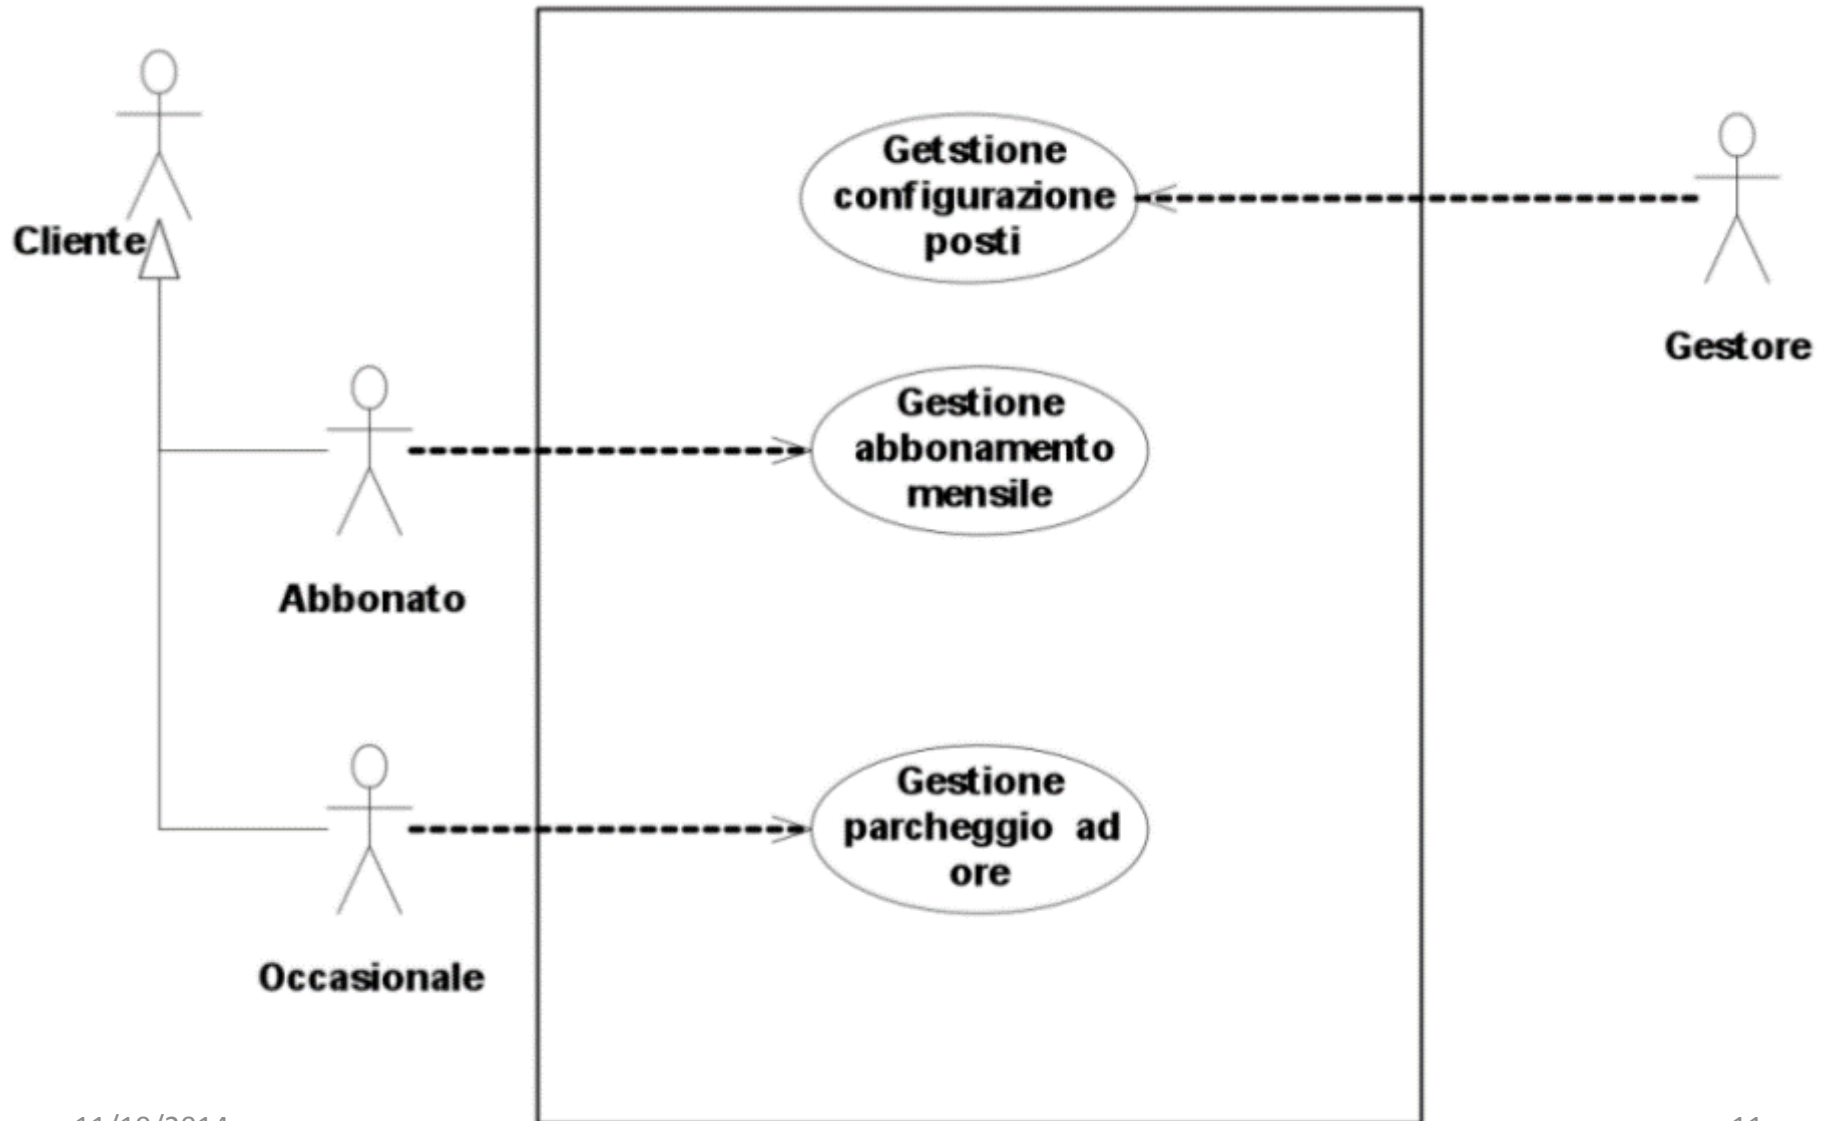 Cliente
Getstione
configurazione
posti
Gestore
Gestione
abbonamento
mensile
Abbonato
Gestione
parcheggio ad
ore
Occasionale